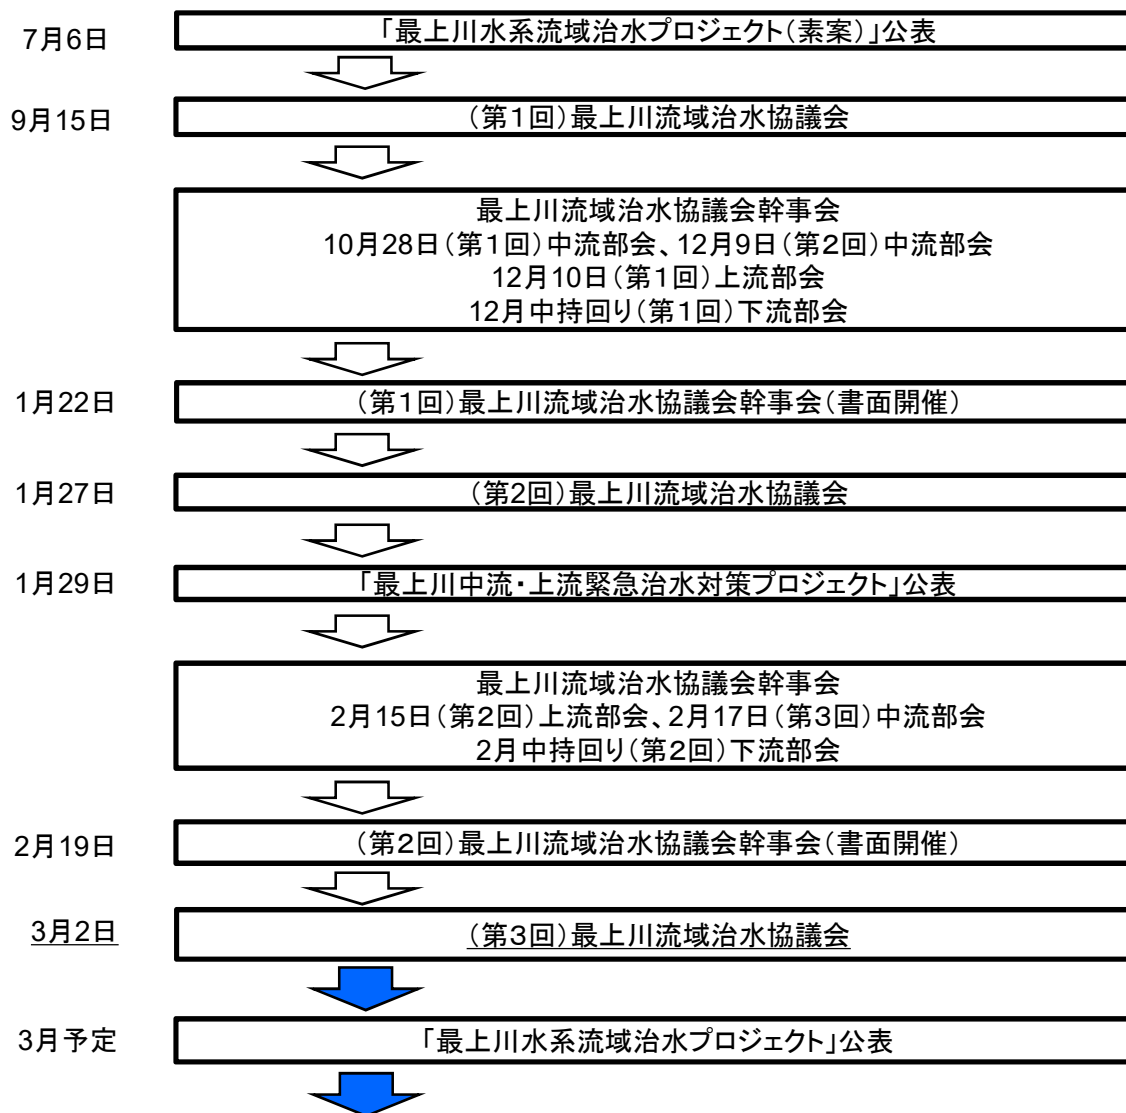 7月6日
「最上川水系流域治水プロジェクト(素案)」公表
9月15日
(第1回)最上川流域治水協議会
最上川流域治水協議会幹事会
10月28日(第1回)中流部会、12月9日(第2回)中流部会
12月10日(第1回)上流部会
12月中持回り(第1回)下流部会
1月22日
(第1回)最上川流域治水協議会幹事会(書面開催)
1月27日
(第2回)最上川流域治水協議会
1月29日
「最上川中流・上流緊急治水対策プロジェクト」公表
最上川流域治水協議会幹事会
2月15日(第2回)上流部会、2月17日(第3回)中流部会
2月中持回り(第2回)下流部会
2月19日
(第2回)最上川流域治水協議会幹事会(書面開催)
3月2日
(第3回)最上川流域治水協議会
3月予定
「最上川水系流域治水プロジェクト」公表